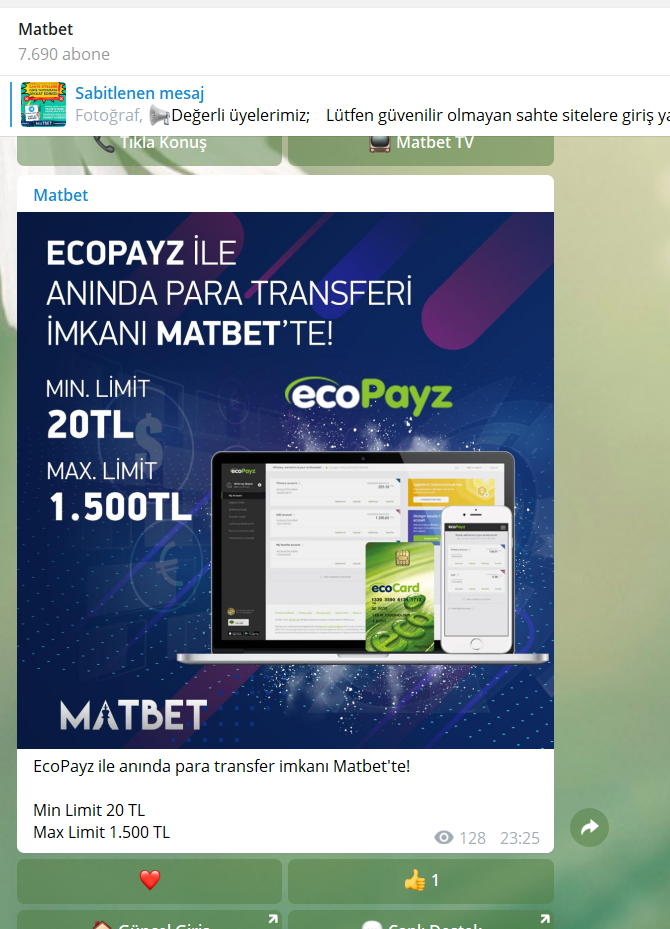 Matbet
7.690 abone
Sabitlenen mesaj
Fotoğraf, Değerli üyelerimiz; Lütfen güvenilir olmayan sahte sitelere giriş ya
Tıkla Konuş
Matbet TV
Matbet
ECOPAYZ İLE
ANINDA PARA TRANSFERİ
İMKANI MATBET'TE!
MIN. LİMİT
20TL
MAX. LİMİT
1.500TL
ecoPayz
ecoPayz
ecoPayz
ecoCard
MATBET
EcoPayz ile anında para transfer imkanı Matbet'te!
Min Limit 20 TL
Max Limit 1.500 TL
128 23:25
1
Güncel Giriş
Canlı Destek